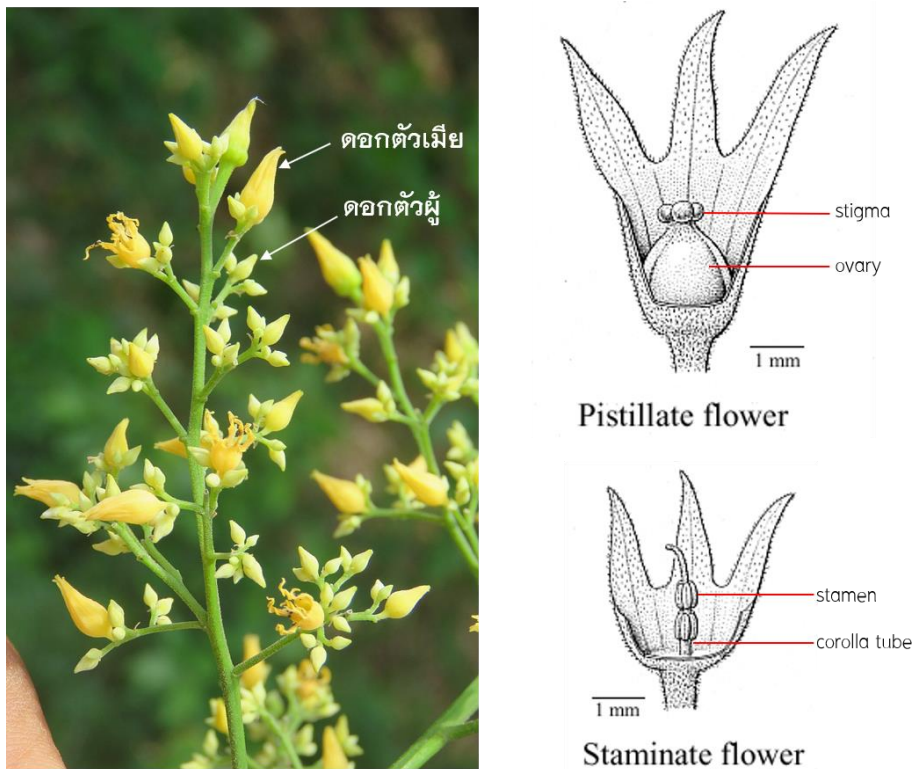 ดอกตัวเมีย
ดอกตัวผู้
stigma
ovary
1 mm
Pistillate flower
stamen
corolla tube
1 mm
Staminate flower